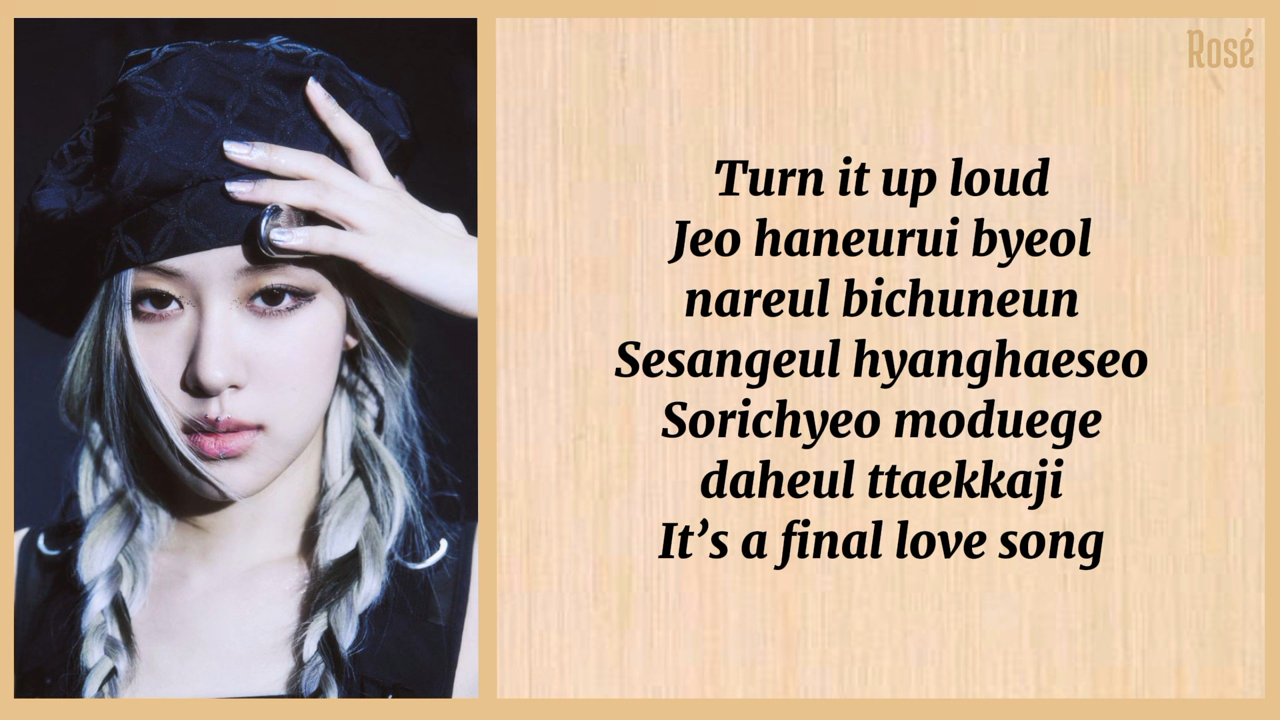 Rosé
Turn it up loud
Jeo haneurui byeol
nareul bichuneun
Sesangeul hyanghaeseo
Sorichyeo moduege
daheul ttaekkaji
It’s a final love song